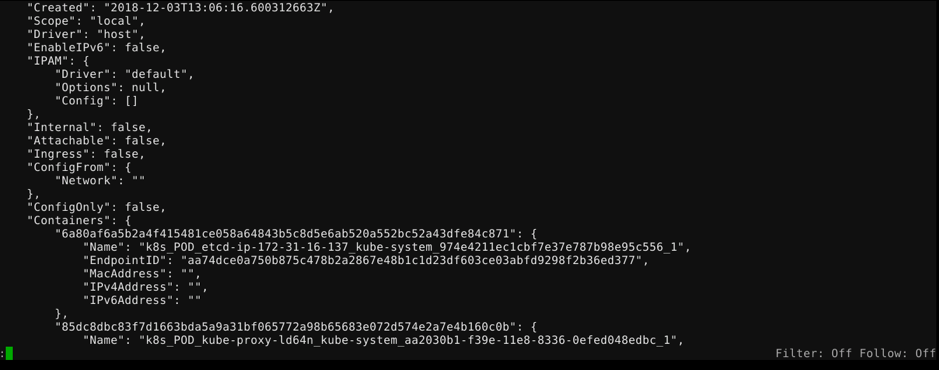 "Created": "2018-12-03T13:06:16.600312663Z",
"Scope": "local",
"Driver": "host",
"EnableIPv6": false,
"IPAM": {
"Driver": "default",
"Options": null,
"Config": []
},
"Internal": false,
"Attachable": false,
"Ingress": false,
"ConfigFrom": {
"Network": ""
},
"ConfigOnly": false,
"Containers": {
"6a80af6a5b2a4f415481ce058a64843b5c8d5e6ab520a552bc52a43dfe84c871": {
"Name": "k8s_POD_etcd-ip-172-31-16-137_kube-system_974e4211ec1cbf7e37e787b98e95c556_1",
"EndpointID": "aa74dce0a750b875c478b2a2867e48b1c1d23df603ce03abfd9298f2b36ed377",
"MacAddress": "",
"IPv4Address": "",
"IPv6Address": ""
},
"85dc8dbc83f7d1663bda5a9a31bf065772a98b65683e072d574e2a7e4b160c0b": {
"Name": "k8s_POD_kube-proxy-ld64n_kube-system_aa2030b1-f39e-11e8-8336-0efed048edbc_1",
: Filter: Off Follow: Off